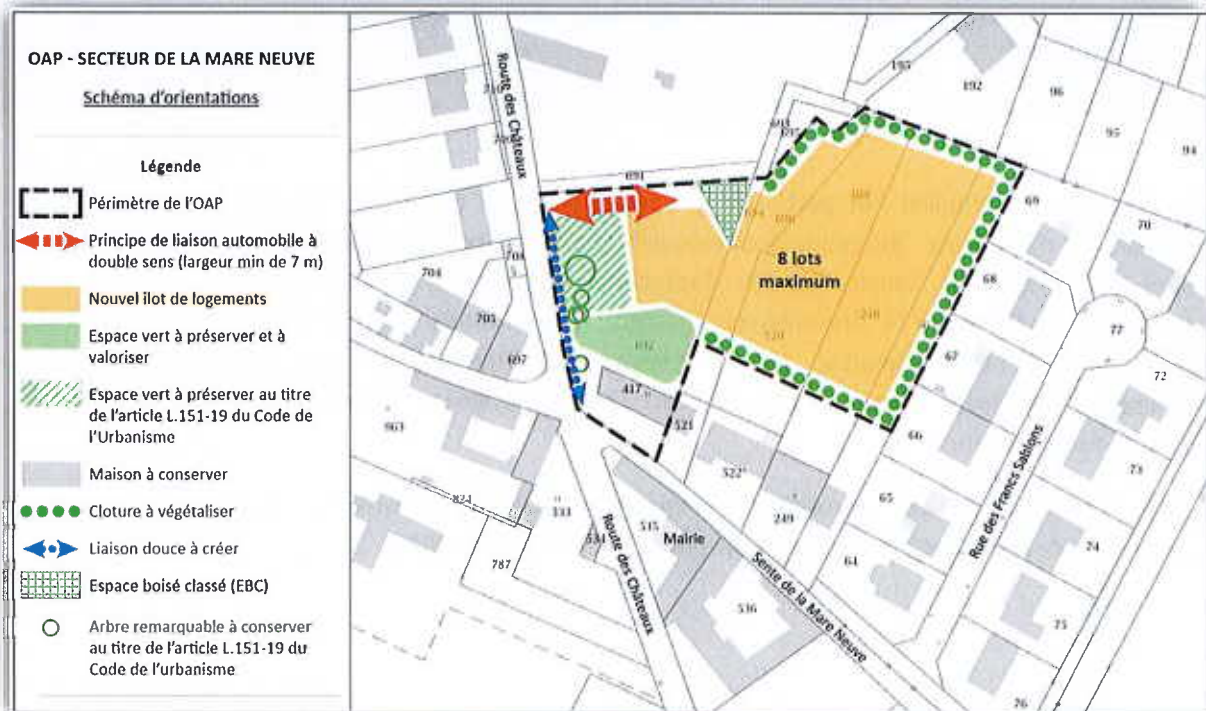 OAP - SECTEUR DE LA MARE NEUVE
Schéma d'orientations
Légende
Périmètre de l'OAP
Principe de liaison automobile à
double sens (largeur min de 7 m)
Nouvel ilot de logements
Espace vert à préserver et à
valoriser
Espace vert à préserver au titre
de l'article L.151-19 du Code de
l'Urbanisme
Maison à conserver
Cloture à végétaliser
Liaison douce à créer
Espace boisé classé (EBC)
Arbre remarquable à conserver
au titre de l'article L.151-19 du
Code de l'urbanisme
Route des Châteaux
195
192
96
95
94
69
70
68
8 lots
maximum
77
704
705
697
67
72
417
521
66
963
522
73
824
333
249
65
Rue des Francs Sablons
535
Mairie
74
787
64
Route des Châteaux
536
Sente de la Mare Neuve
75
76